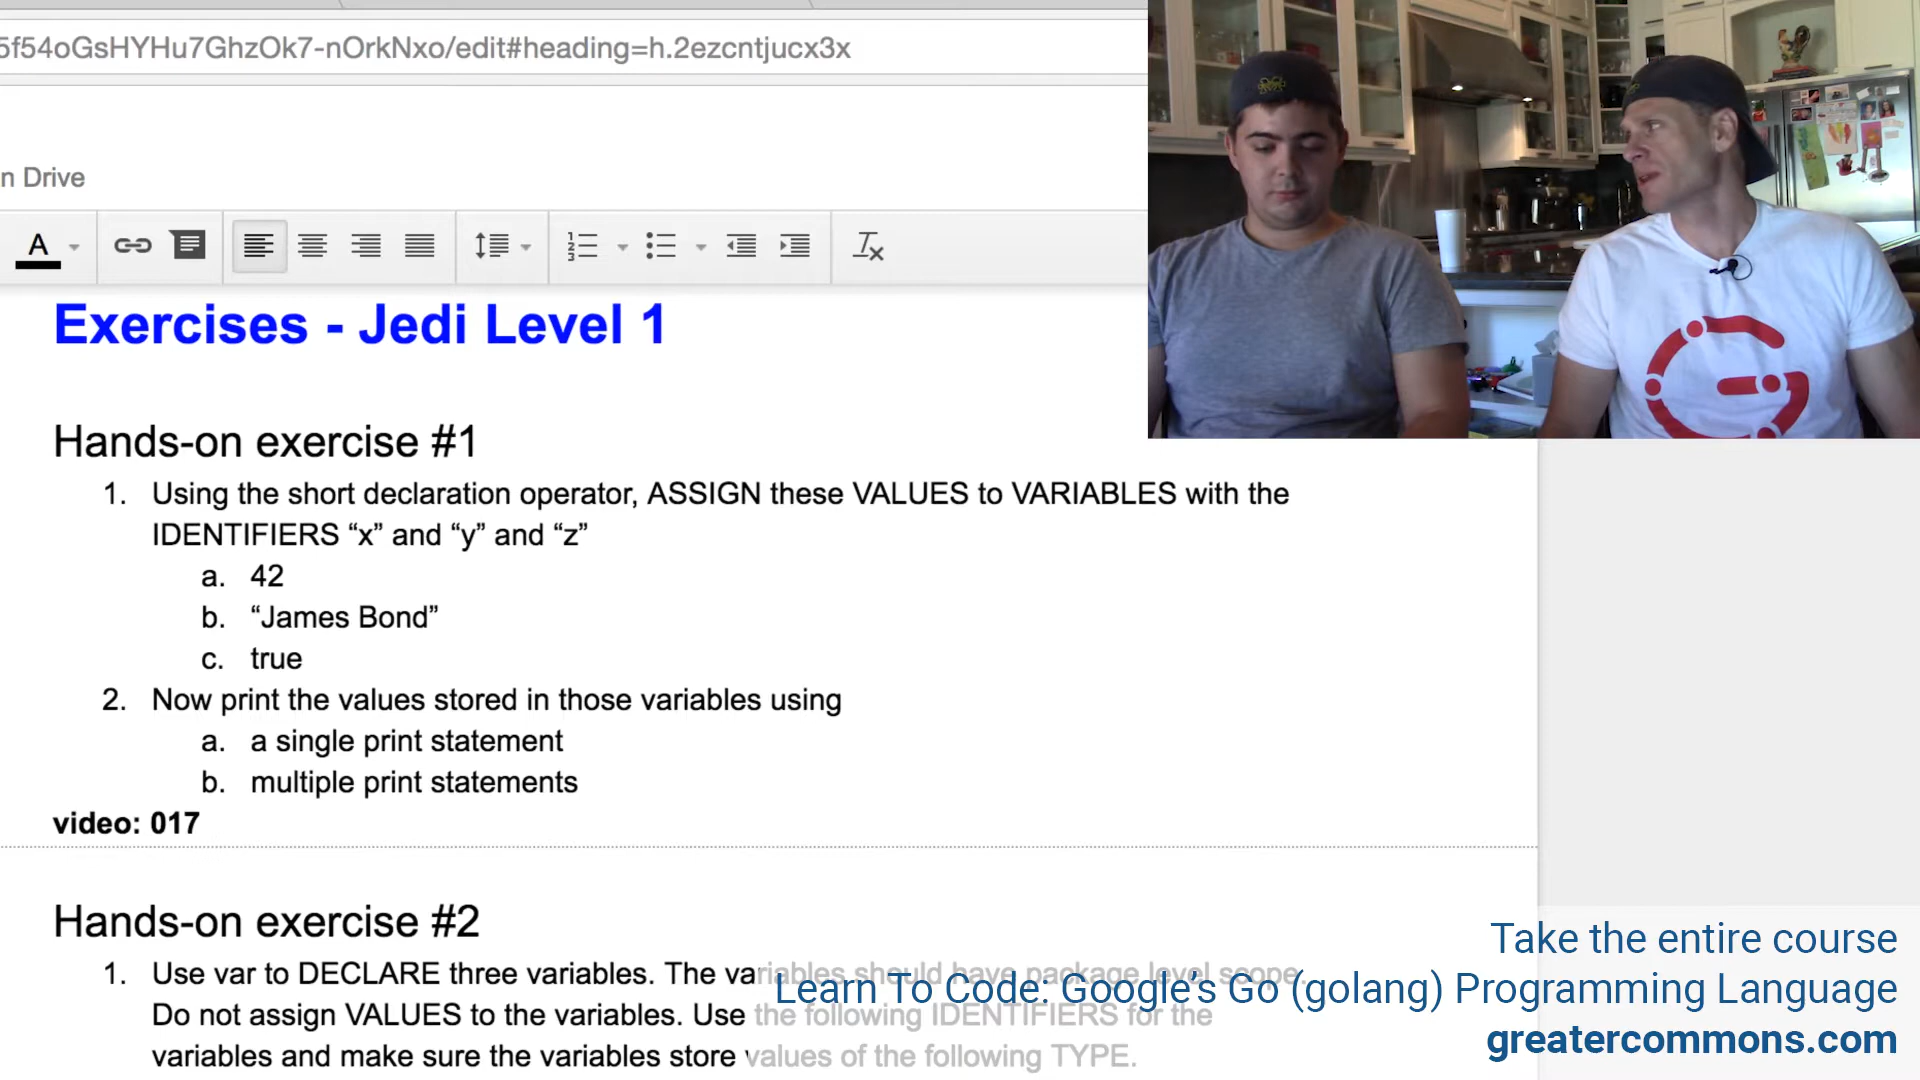 5f54oGsHYHu7GhzOk7-nOrkNxo/edit#heading=h.2ezcntjucx3x
n Drive
A
Exercises - Jedi Level 1
Hands-on exercise #1
1. Using the short declaration operator, ASSIGN these VALUES to VARIABLES with the
IDENTIFIERS “x” and “y” and “z”
a. 42
b. “James Bond”
c. true
2. Now print the values stored in those variables using
a. a single print statement
b. multiple print statements
video: 017
Hands-on exercise #2
1. Use var to DECLARE three variables. The variables should have package level scope.
Do not assign VALUES to the variables. Use the following IDENTIFIERS for the
variables and make sure the variables store values of the following TYPE.
Take the entire course
Learn To Code: Google’s Go (golang) Programming Language
greatercommons.com